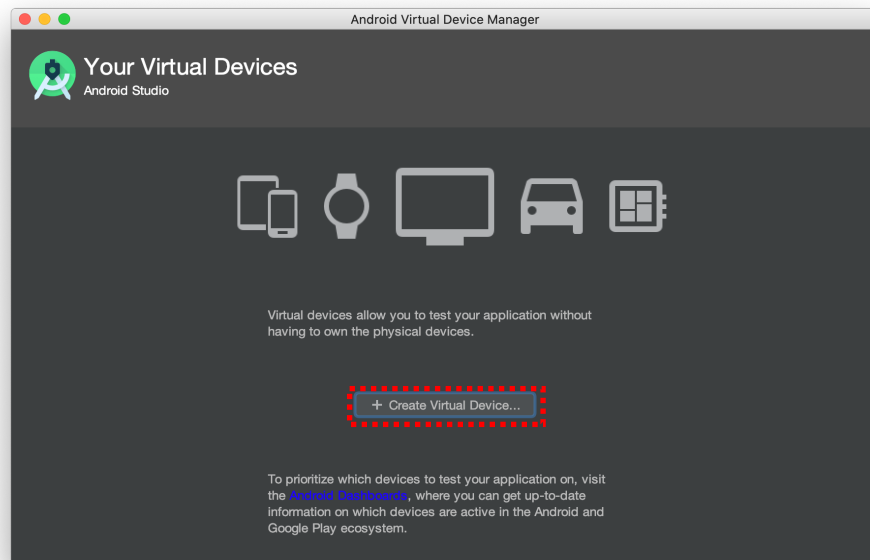 Android Virtual Device Manager
Your Virtual Devices
Android Studio
Virtual devices allow you to test your application without
having to own the physical devices.
+ Create Virtual Device...
To prioritize which devices to test your application on, visit
the Android Dashboards, where you can get up-to-date
information on which devices are active in the Android and
Google Play ecosystem.